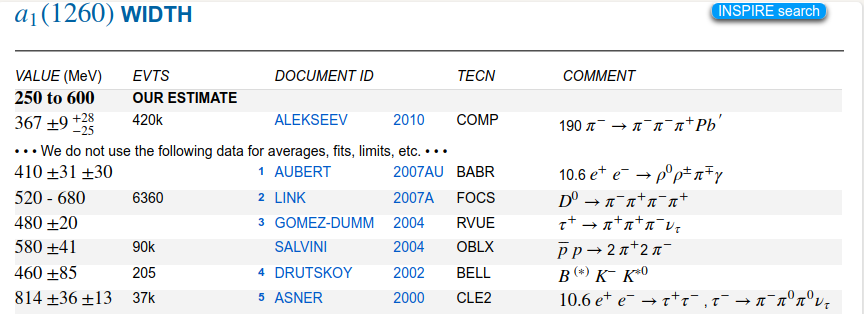 a₁(1260) WIDTH INSPIRE search
VALUE (MeV) EVTS DOCUMENT ID TECN COMMENT
250 to 600 OUR ESTIMATE
367 ±9 +28 −25 420k ALEKSEEV 2010 COMP 190 π⁻ → π⁻π⁻π⁺Pb′
• • • We do not use the following data for averages, fits, limits, etc. • • •
410 ±31 ±30 1 AUBERT 2007AU BABR 10.6 e⁺ e⁻ → ρ⁰ρ±π∓γ
520 - 680 6360 2 LINK 2007A FOCS D⁰ → π⁻π⁺π⁻π⁺
480 ±20 3 GOMEZ-DUMM 2004 RVUE τ⁺ → π⁺π⁺π⁻ν_τ
580 ±41 90k SALVINI 2004 OBLX p̅ p → 2 π⁺2 π⁻
460 ±85 205 4 DRUTSKOY 2002 BELL B⁽*⁾ K⁻ K*⁰
814 ±36 ±13 37k 5 ASNER 2000 CLE2 10.6 e⁺ e⁻ → τ⁺τ⁻ , τ⁻ → π⁻π⁰π⁰ν_τ